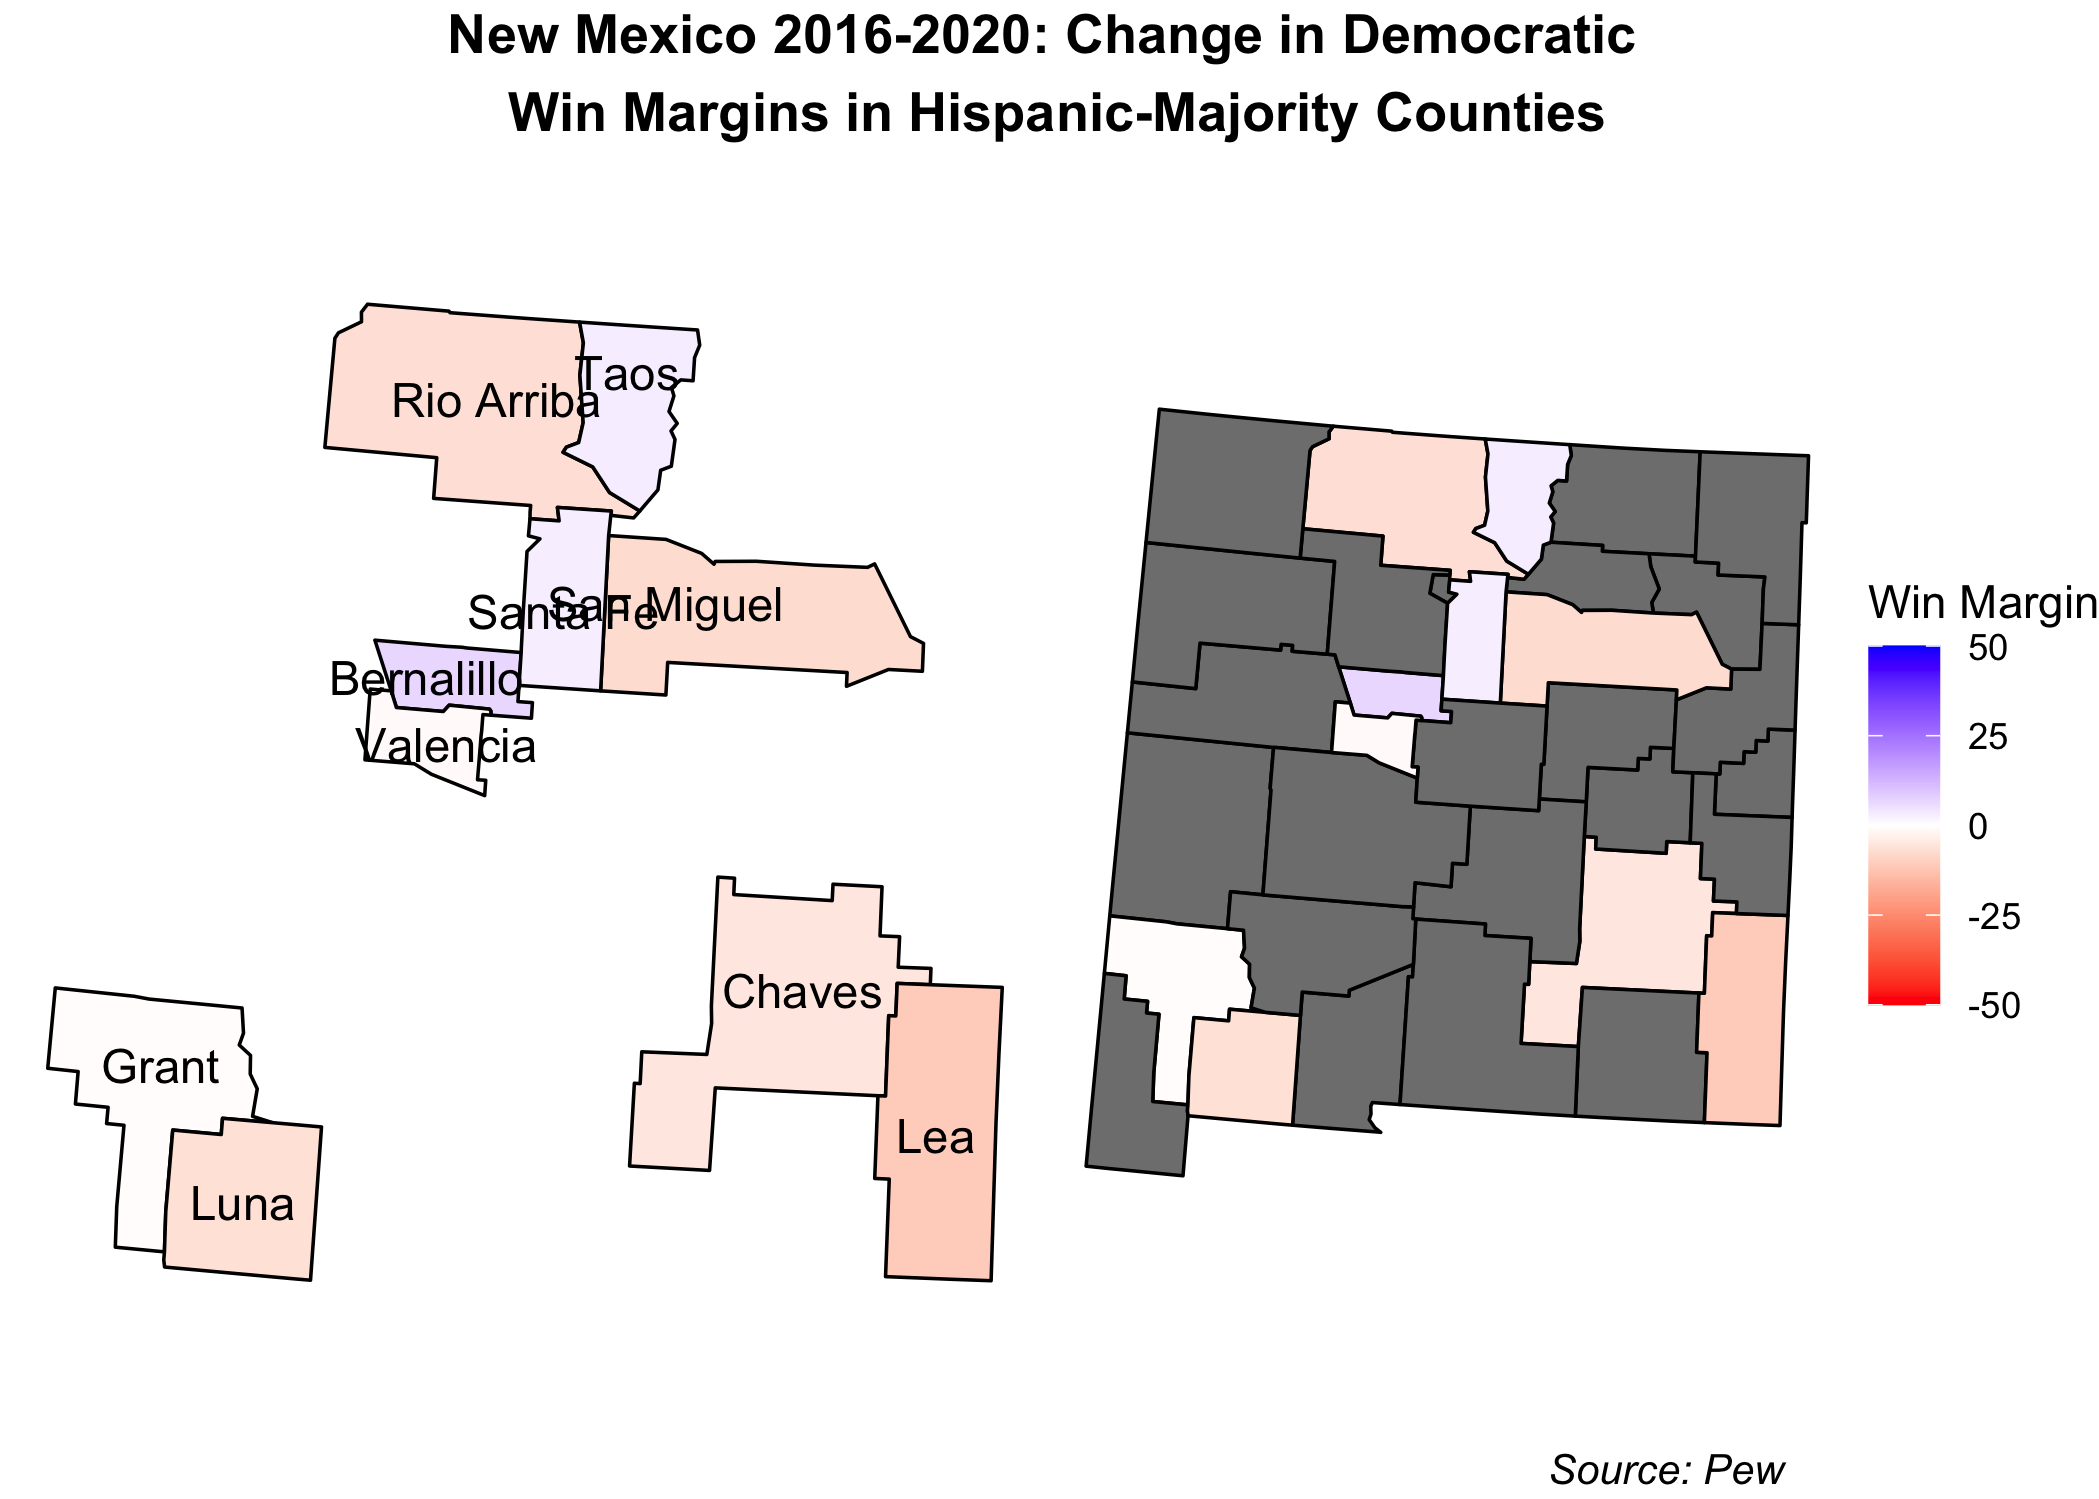 New Mexico 2016-2020: Change in Democratic
Win Margins in Hispanic-Majority Counties
Taos
Rio Arriba
Santa Fe
San Miguel
Bernalillo
Valencia
Chaves
Grant
Lea
Luna
Win Margin
50
25
0
-25
-50
Source: Pew